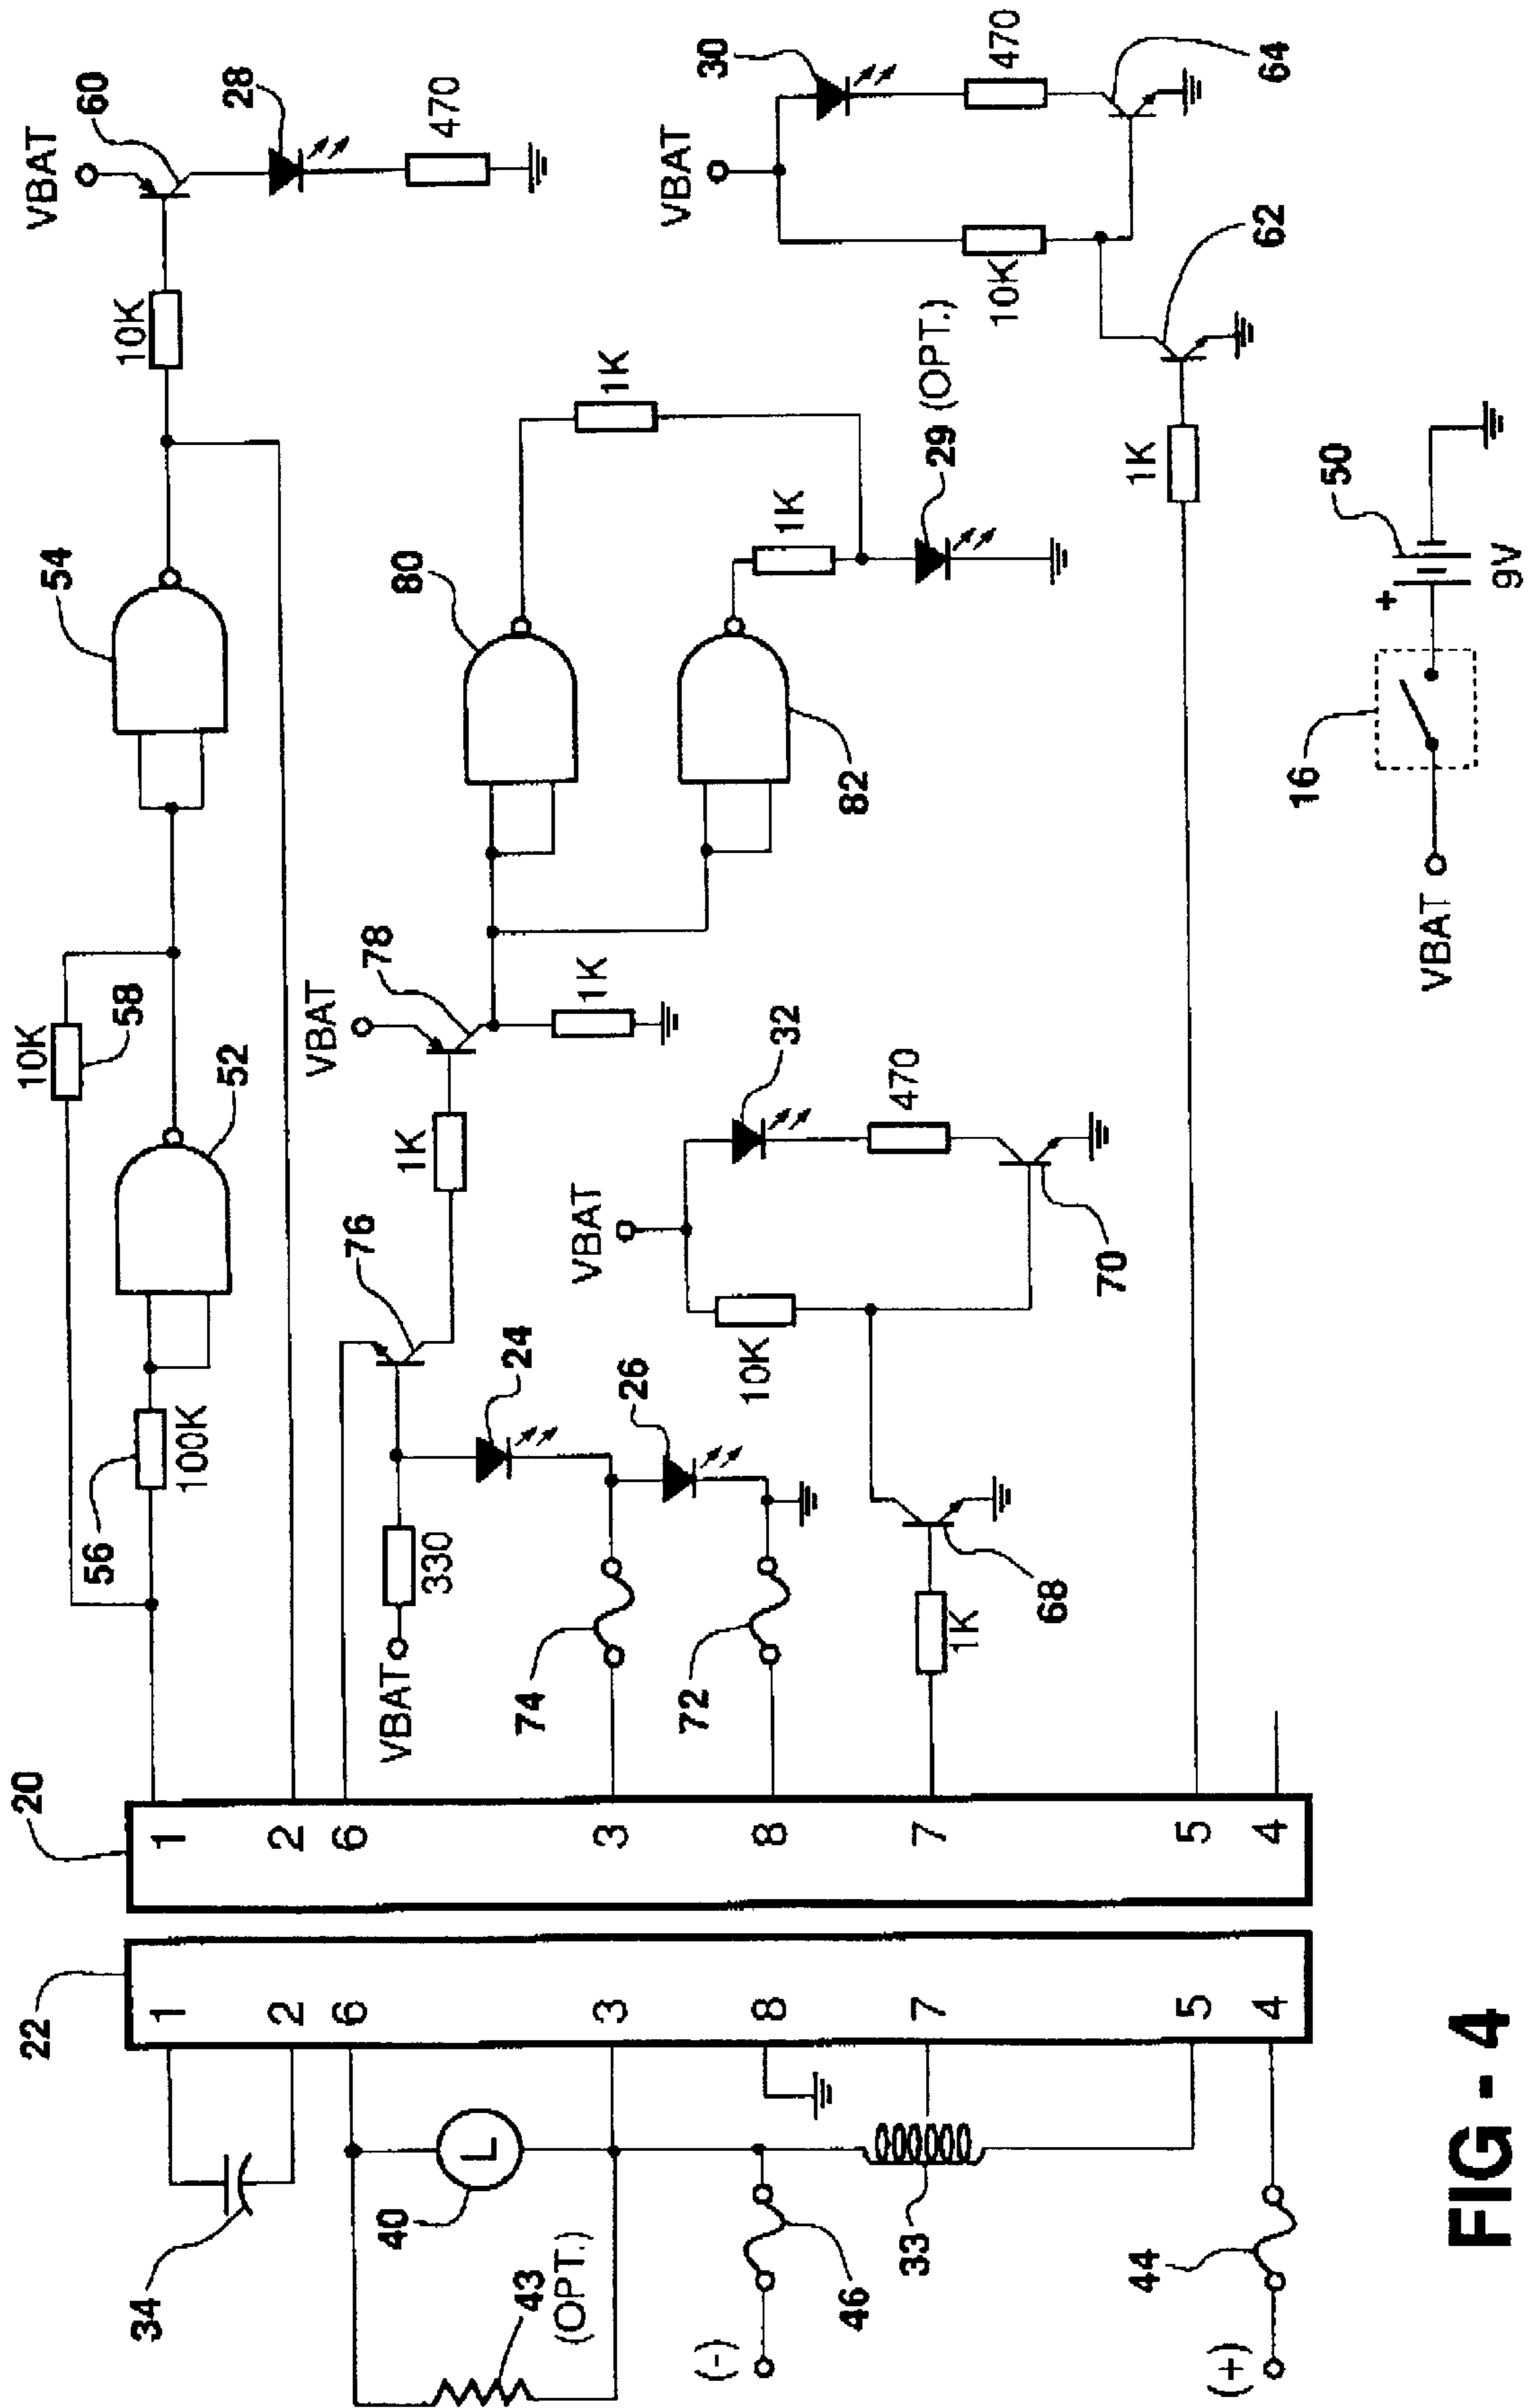 VBAT
60
28
470
10K
54
10K
58
52
56
100K
VBAT
30
470
64
10K
62
1K
80
1K
1K
29 (OPT.)
82
VBAT
78
1K
1K
76
VBAT
330
24
26
74
72
VBAT
32
470
10K
70
68
1K
50
+
9V
16
VBAT
20
1
2
6
3
8
7
5
4
22
1
2
6
3
8
7
5
4
34
40
L
43
(OPT.)
46
(-)
33
44
(+)
FIG - 4